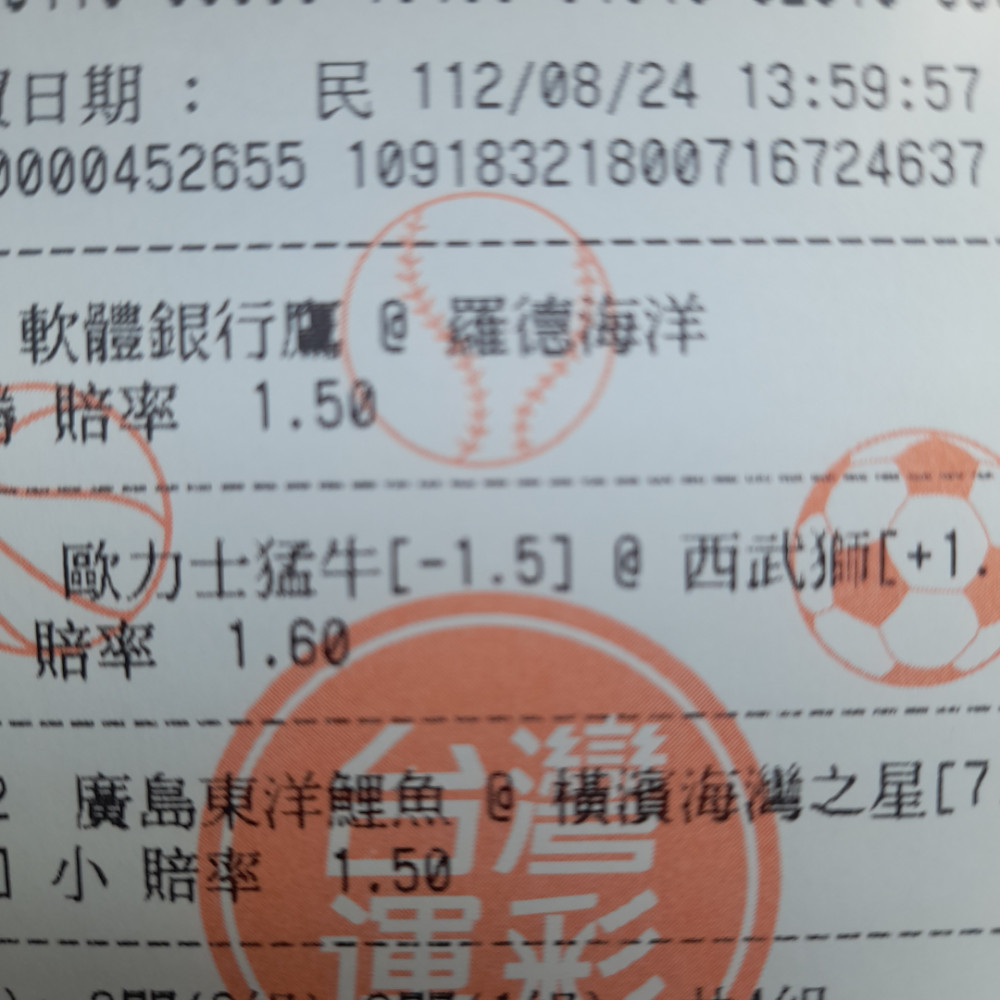 日期 : 民 112/08/24 13:59:57
0000452655 109183218007167246​37
軟體銀行鷹 @ 羅德海洋
賠率 1.50
歐力士猛牛[-1.5] @ 西武獅[+1.
賠率 1.60
廣島東洋鯉魚 @ 橫濱海灣之星[7
] 小 賠率 1.50
台灣
運彩